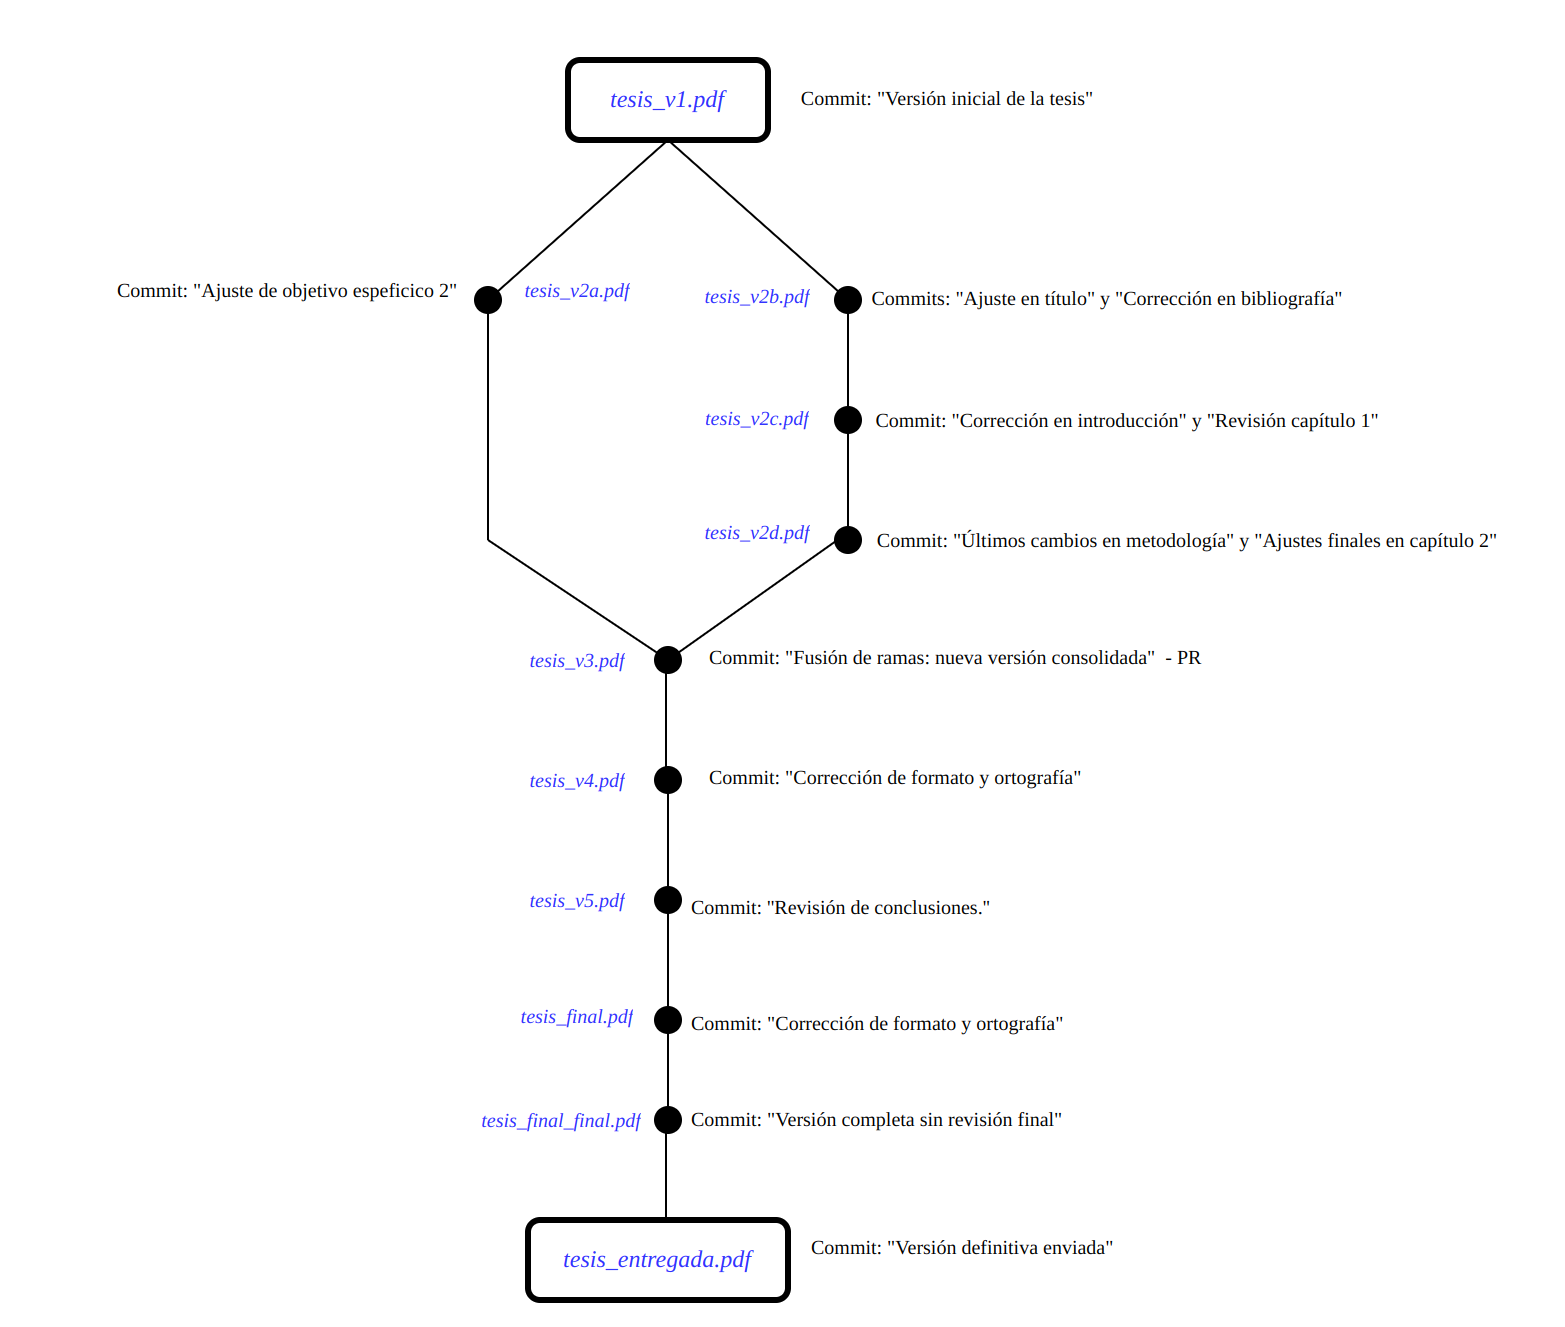 tesis_v1.pdf
Commit: "Versión inicial de la tesis"
Commit: "Ajuste de objetivo espeficico 2"
tesis_v2a.pdf
tesis_v2b.pdf
Commits: "Ajuste en título" y "Corrección en bibliografía"
tesis_v2c.pdf
Commit: "Corrección en introducción" y "Revisión capítulo 1"
tesis_v2d.pdf
Commit: "Últimos cambios en metodología" y "Ajustes finales en capítulo 2"
tesis_v3.pdf
Commit: "Fusión de ramas: nueva versión consolidada"  - PR
tesis_v4.pdf
Commit: "Corrección de formato y ortografía"
tesis_v5.pdf
Commit: "Revisión de conclusiones."
tesis_final.pdf
Commit: "Corrección de formato y ortografía"
tesis_final_final.pdf
Commit: "Versión completa sin revisión final"
tesis_entregada.pdf
Commit: "Versión definitiva enviada"